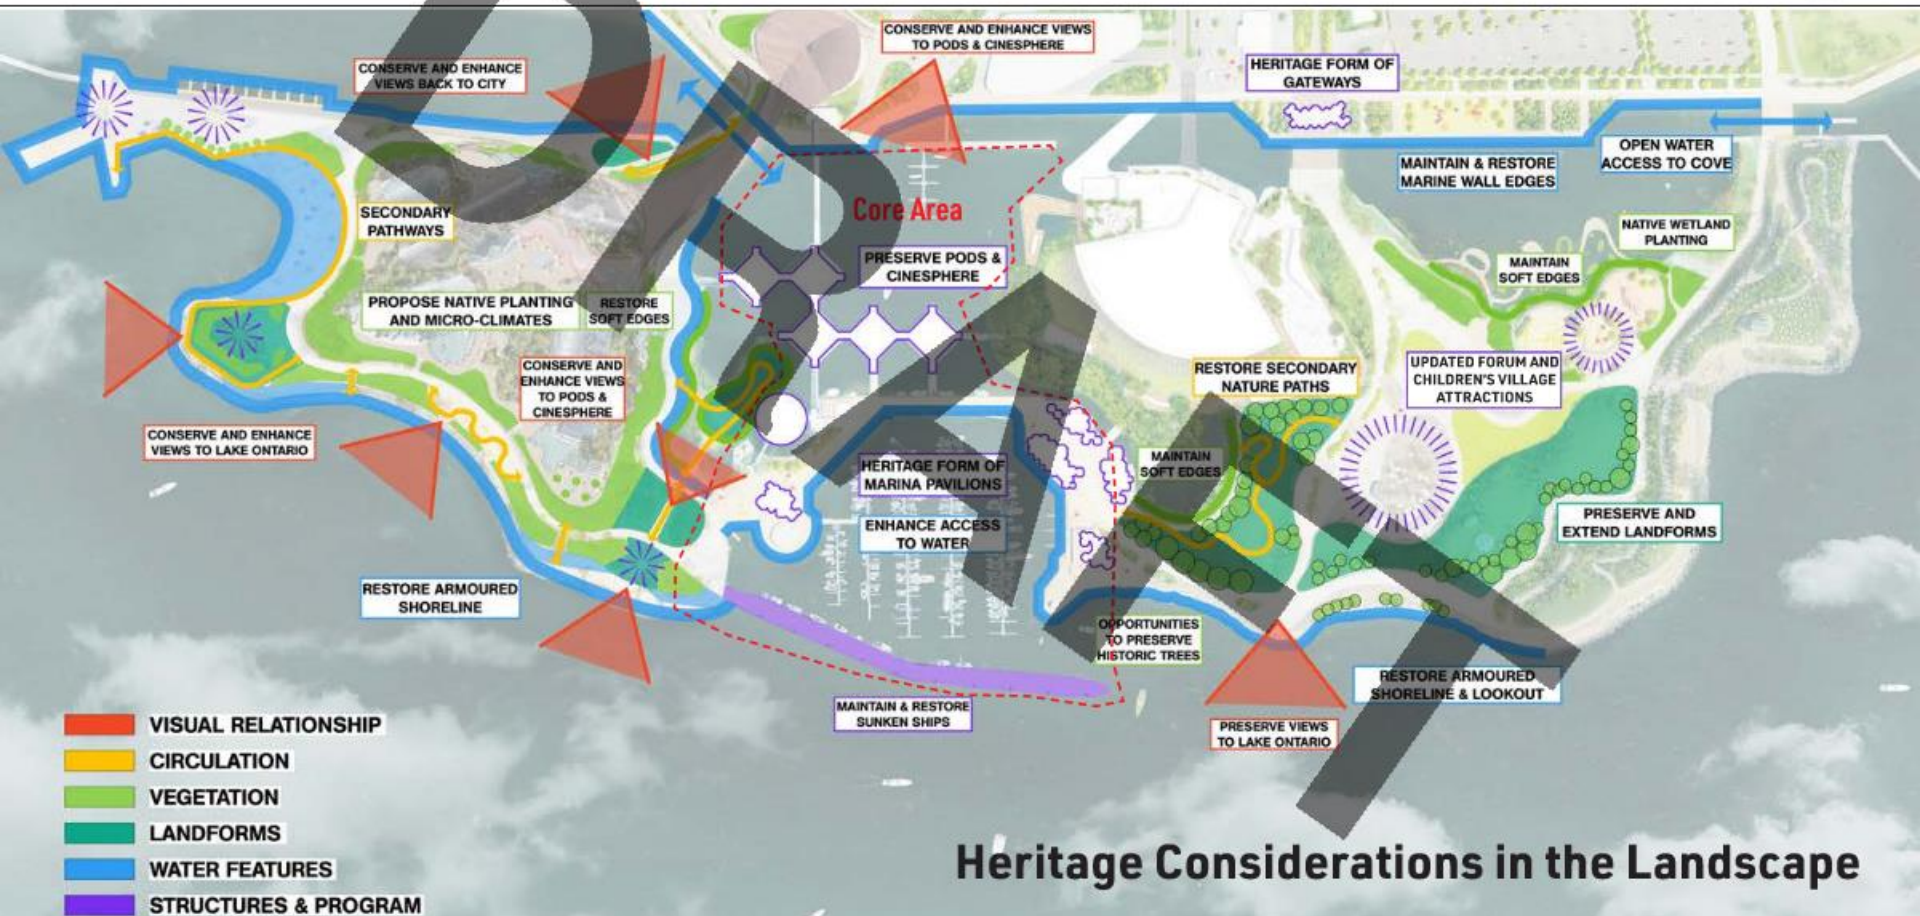 CONSERVE AND ENHANCE VIEWS
TO PODS & CINESPHERE
CONSERVE AND ENHANCE
VIEWS BACK TO CITY
HERITAGE FORM OF
GATEWAYS
OPEN WATER
ACCESS TO COVE
MAINTAIN & RESTORE
MARINE WALL EDGES
SECONDARY
PATHWAYS
Core Area
NATIVE WETLAND
PLANTING
PRESERVE PODS &
CINESPHERE
MAINTAIN
SOFT EDGES
PROPOSE NATIVE PLANTING
AND MICRO-CLIMATES
RESTORE
SOFT EDGES
CONSERVE AND
ENHANCE VIEWS
TO PODS &
CINESPHERE
RESTORE SECONDARY
NATURE PATHS
UPDATED FORUM AND
CHILDREN'S VILLAGE
ATTRACTIONS
CONSERVE AND ENHANCE
VIEWS TO LAKE ONTARIO
HERITAGE FORM OF
MARINA PAVILIONS
MAINTAIN
SOFT EDGES
ENHANCE ACCESS
TO WATER
PRESERVE AND
EXTEND LANDFORMS
RESTORE ARMOURED
SHORELINE
OPPORTUNITIES
TO PRESERVE
HISTORIC TREES
RESTORE ARMOURED
SHORELINE & LOOKOUT
MAINTAIN & RESTORE
SUNKEN SHIPS
PRESERVE VIEWS
TO LAKE ONTARIO
DRAFT
VISUAL RELATIONSHIP
CIRCULATION
VEGETATION
LANDFORMS
WATER FEATURES
STRUCTURES & PROGRAM
Heritage Considerations in the Landscape